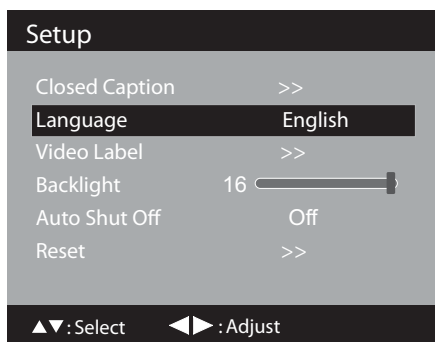 Setup
Closed Caption >>
Language English
Video Label >>
Backlight 16
Auto Shut Off Off
Reset >>
▲▼: Select ◀▶: Adjust